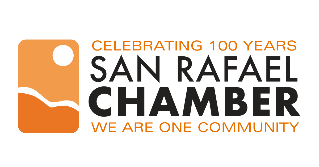 CELEBRATING 100 YEARS
SAN RAFAEL
CHAMBER
WE ARE ONE COMMUNITY